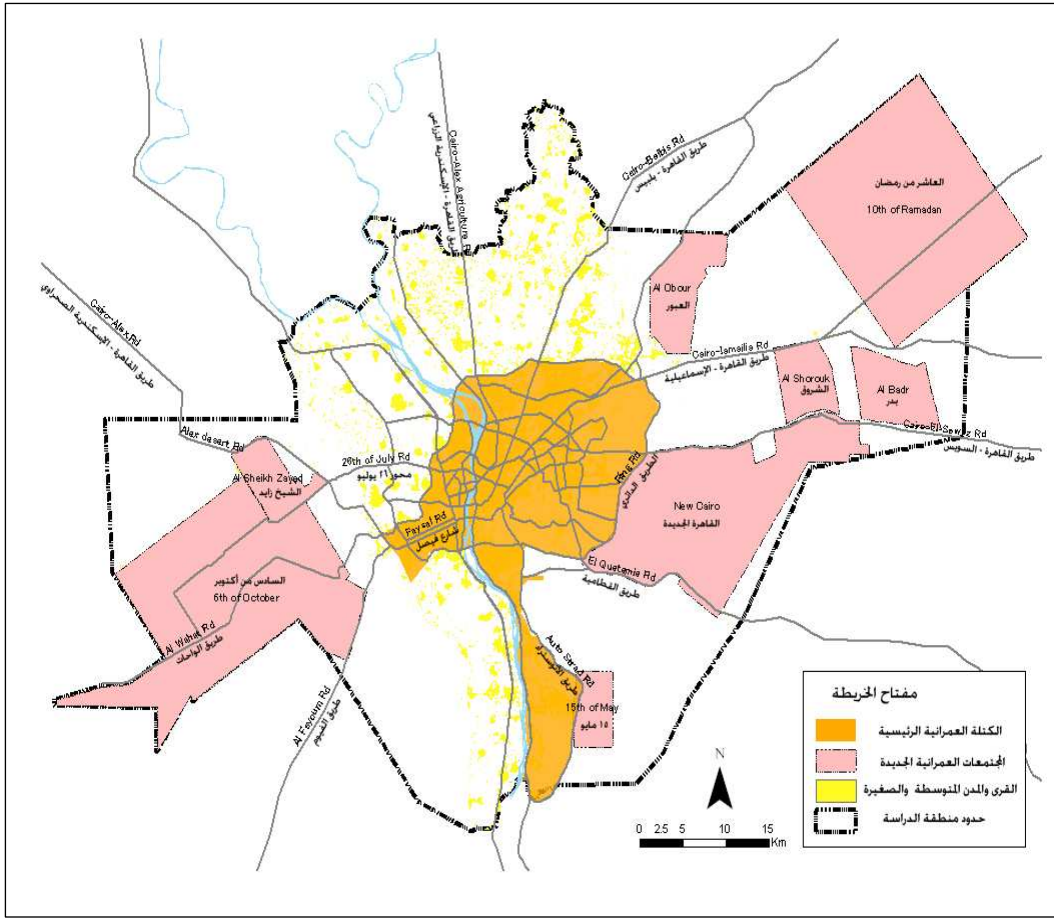 Cairo-Alex Agriculture Rd
طريق القاهرة - الإسكندرية الزراعي
Cairo-Belbis Rd
طريق القاهرة - بلبيس
العاشر من رمضان
10th of Ramadan
Al Obour
العبور
Cairo-Alex Rd
طريق القاهرة - الإسكندرية الصحراوي
Cairo-Ismailia Rd
طريق القاهرة - الإسماعيلية
Al Shorouk
الشروق
Al Badr
بدر
Cairo-El-Sewiz Rd
طريق القاهرة - السويس
Alex desert Rd
26th of July Rd
محور ٢٦ يوليو
Al Sheikh Zayed
الشيخ زايد
Ring Rd
الطريق الدائري
New Cairo
القاهرة الجديدة
Faysal Rd
شارع فيصل
El Quetamia Rd
طريق القطامية
السادس من أكتوبر
6th of October
Al Wahat Rd
طريق الواحات
Al Fayoum Rd
طريق الفيوم
Auto Strad Rd
طريق الأوتوستراد
15th of May
١٥ مايو
مفتاح الخريطة
الكتلة العمرانية الرئيسية
المجتمعات العمرانية الجديدة
القرى والمدن المتوسطة والصغيرة
حدود منطقة الدراسة
N
0 2.5 5 10 15
Km